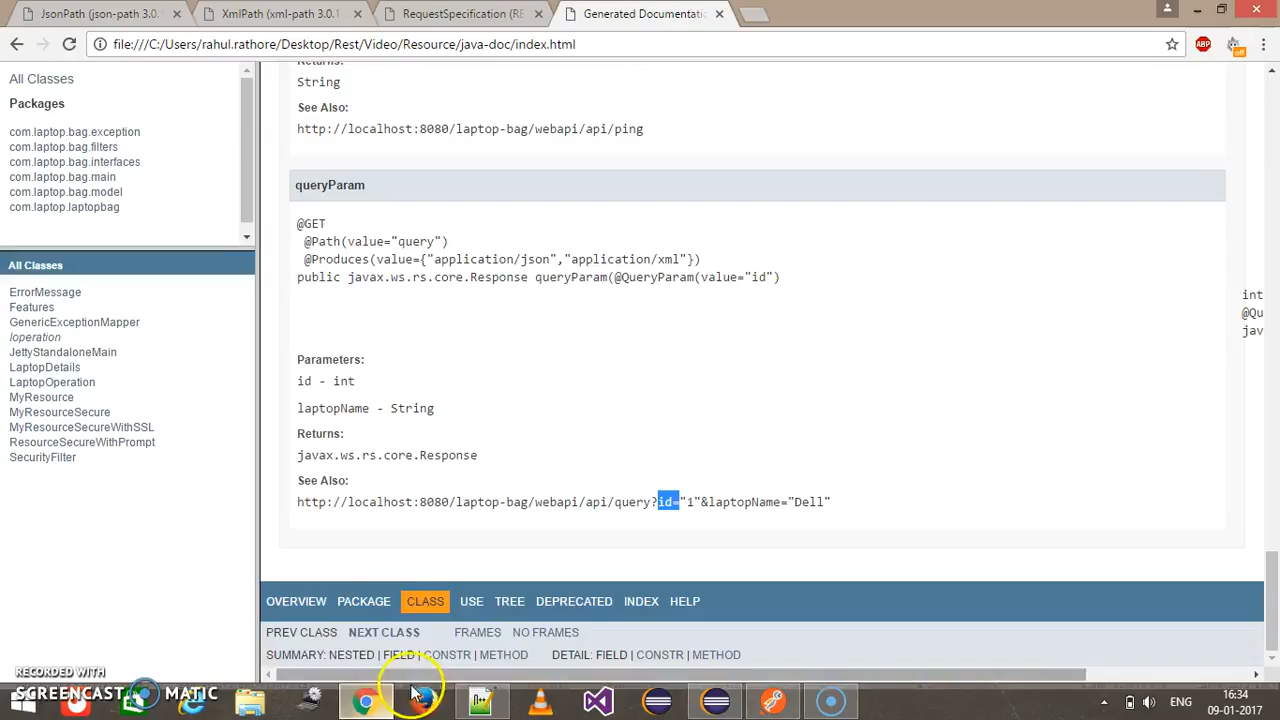 JsonPath (json-path 3.0.1
XmlPath (xml-path 3.0.1
RequestSpecification (RE
Generated Documentatio
file:///C:/Users/rahul.rathore/Desktop/Rest/Video/Resource/java-doc/index.html
ABP
off
All Classes
Packages
com.laptop.bag.exception
com.laptop.bag.filters
com.laptop.bag.interfaces
com.laptop.bag.main
com.laptop.bag.model
com.laptop.laptopbag
All Classes
ErrorMessage
Features
GenericExceptionMapper
Ioperation
JettyStandaloneMain
LaptopDetails
LaptopOperation
MyResource
MyResourceSecure
MyResourceSecureWithSSL
ResourceSecureWithPrompt
SecurityFilter
Returns:
String
See Also:
http://localhost:8080/laptop-bag/webapi/api/ping
queryParam
@GET
@Path(value="query")
@Produces(value={"application/json","application/xml"})
public javax.ws.rs.core.Response queryParam(@QueryParam(value="id")
int
@Qu
jav
Parameters:
id - int
laptopName - String
Returns:
javax.ws.rs.core.Response
See Also:
http://localhost:8080/laptop-bag/webapi/api/query?id="1"&laptopName="Dell"
OVERVIEW PACKAGE CLASS USE TREE DEPRECATED INDEX HELP
PREV CLASS NEXT CLASS FRAMES NO FRAMES
SUMMARY: NESTED | FIELD | CONSTR | METHOD DETAIL: FIELD | CONSTR | METHOD
RECORDED WITH
SCREENCAST MATIC
ENG
16:34
09-01-2017